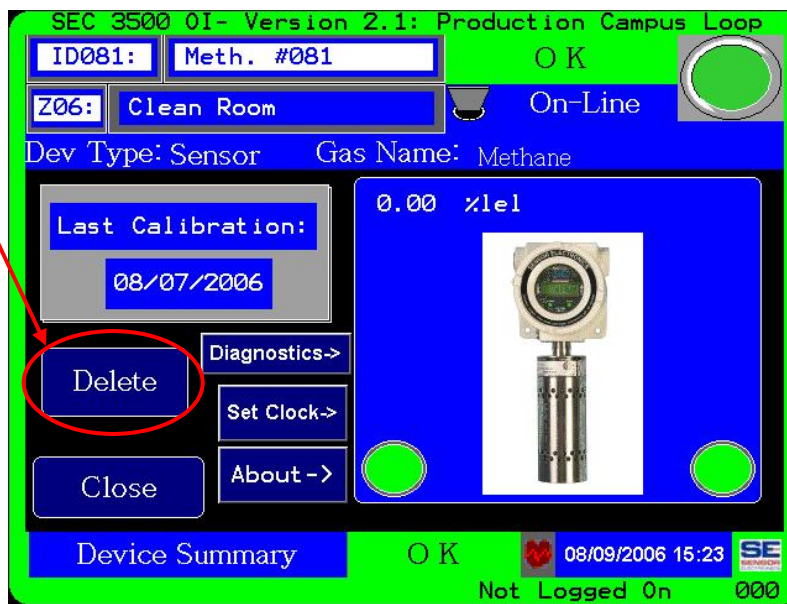 SEC 3500 OI- Version 2.1: Production Campus Loop
ID081: Meth. #081 O K
Z06: Clean Room On-Line
Dev Type: Sensor Gas Name: Methane
0.00 %lel
Last Calibration:
08/07/2006
Diagnostics->
Delete
Set Clock->
About->
Close
Device Summary O K 08/09/2006 15:23 SE
SENSOR
Not Logged On 000